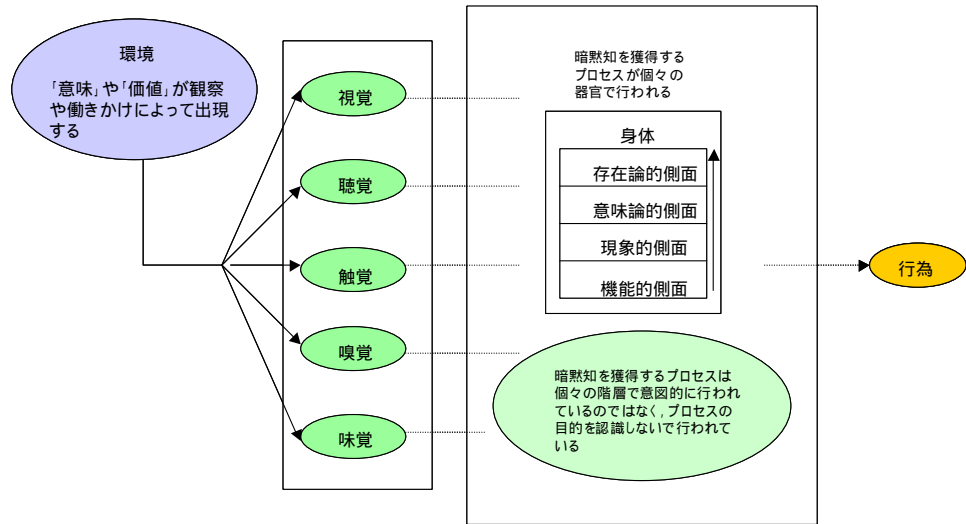 環境
「意味」や「価値」が観察
や働きかけによって出現
する
視覚
聴覚
触覚
嗅覚
味覚
暗黙知を獲得する
プロセスが個々の
器官で行われる
身体
存在論的側面
意味論的側面
現象的側面
機能的側面
暗黙知を獲得するプロセスは
個々の階層で意図的に行われ
ているのではなく，プロセスの
目的を認識しないで行われて
いる
行為